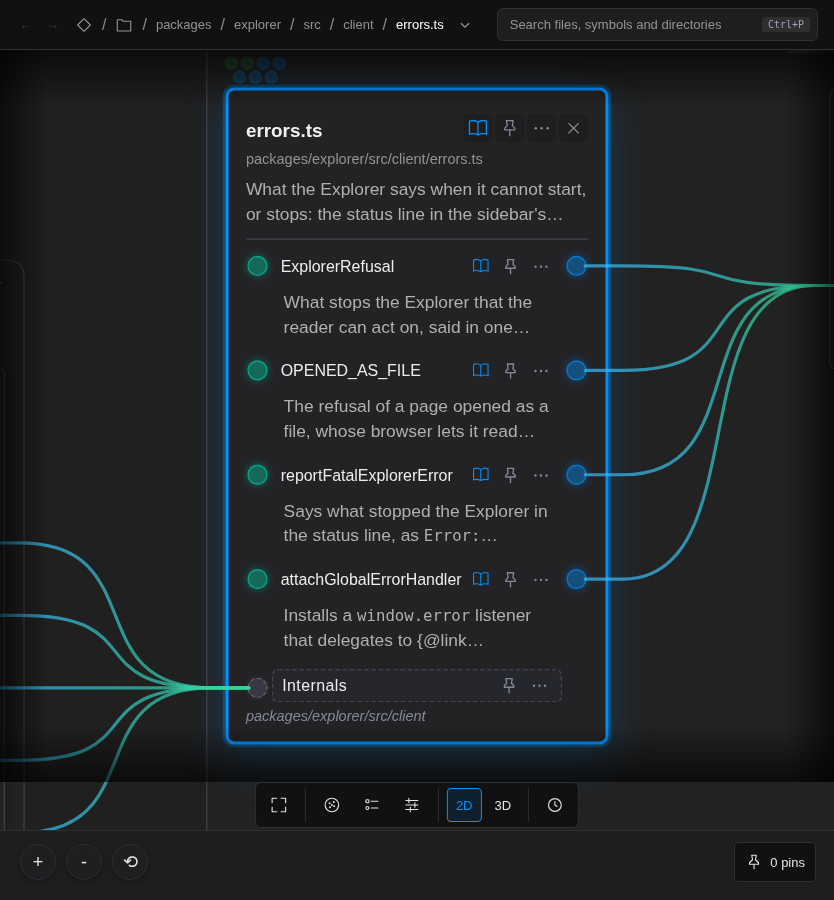 / / packages / explorer / src / client / errors.ts
Search files, symbols and directories Ctrl+P
errors.ts
packages/explorer/src/client/errors.ts
What the Explorer says when it cannot start,
or stops: the status line in the sidebar's…
ExplorerRefusal
What stops the Explorer that the
reader can act on, said in one…
OPENED_AS_FILE
The refusal of a page opened as a
file, whose browser lets it read…
reportFatalExplorerError
Says what stopped the Explorer in
the status line, as Error:…
attachGlobalErrorHandler
Installs a window.error listener
that delegates to {@link…
Internals
packages/explorer/src/client
2D 3D
+ - 0 pins